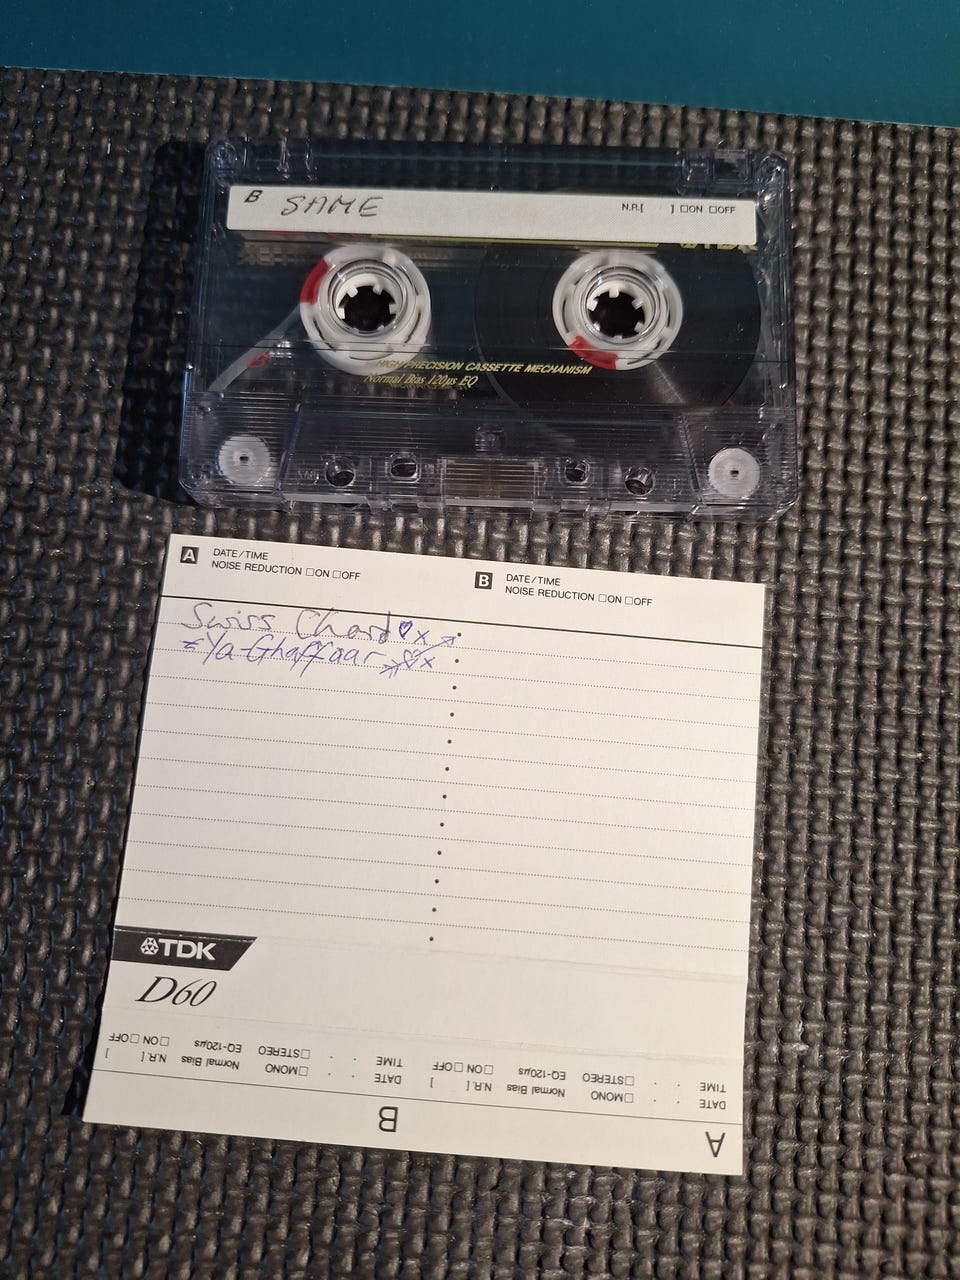 B SAME N.R.[ ] □ON □OFF
HIGH PRECISION CASSETTE MECHANISM
Normal Bias 120µs EQ
A DATE/TIME
NOISE REDUCTION □ON □OFF
B DATE/TIME
NOISE REDUCTION □ON □OFF
Swiss Chard ♡x
=Ya-Ghaffaar ♡x
TDK
D60
A
DATE
TIME
□MONO
□STEREO
Normal Bias
EQ-120µs
N.R.[ ]
□ON □OFF
B
DATE
TIME
□MONO
□STEREO
Normal Bias
EQ-120µs
N.R.[ ]
□ON □OFF